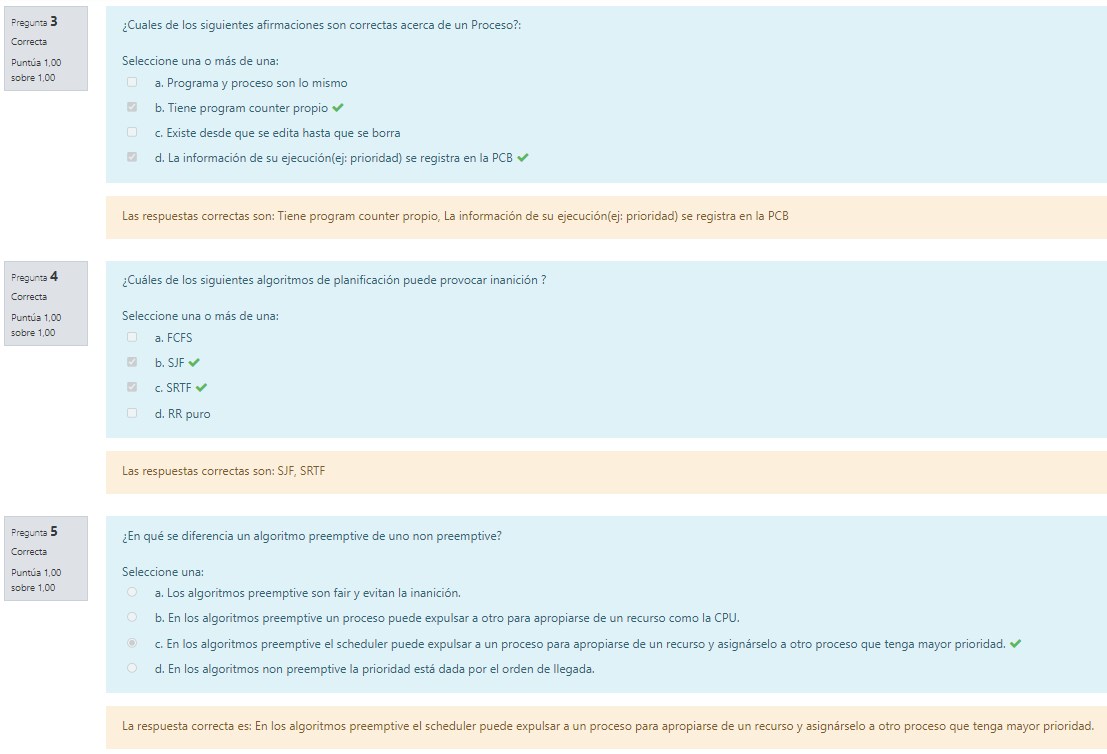 Pregunta 3
Correcta
Puntúa 1,00
sobre 1,00
¿Cuales de los siguientes afirmaciones son correctas acerca de un Proceso?:
Seleccione una o más de una:
a. Programa y proceso son lo mismo
b. Tiene program counter propio
c. Existe desde que se edita hasta que se borra
d. La información de su ejecución(ej: prioridad) se registra en la PCB
Las respuestas correctas son: Tiene program counter propio, La información de su ejecución(ej: prioridad) se registra en la PCB
Pregunta 4
Correcta
Puntúa 1,00
sobre 1,00
¿Cuáles de los siguientes algoritmos de planificación puede provocar inanición ?
Seleccione una o más de una:
a. FCFS
b. SJF
c. SRTF
d. RR puro
Las respuestas correctas son: SJF, SRTF
Pregunta 5
Correcta
Puntúa 1,00
sobre 1,00
¿En qué se diferencia un algoritmo preemptive de uno non preemptive?
Seleccione una:
a. Los algoritmos preemptive son fair y evitan la inanición.
b. En los algoritmos preemptive un proceso puede expulsar a otro para apropiarse de un recurso como la CPU.
c. En los algoritmos preemptive el scheduler puede expulsar a un proceso para apropiarse de un recurso y asignárselo a otro proceso que tenga mayor prioridad.
d. En los algoritmos non preemptive la prioridad está dada por el orden de llegada.
La respuesta correcta es: En los algoritmos preemptive el scheduler puede expulsar a un proceso para apropiarse de un recurso y asignárselo a otro proceso que tenga mayor prioridad.